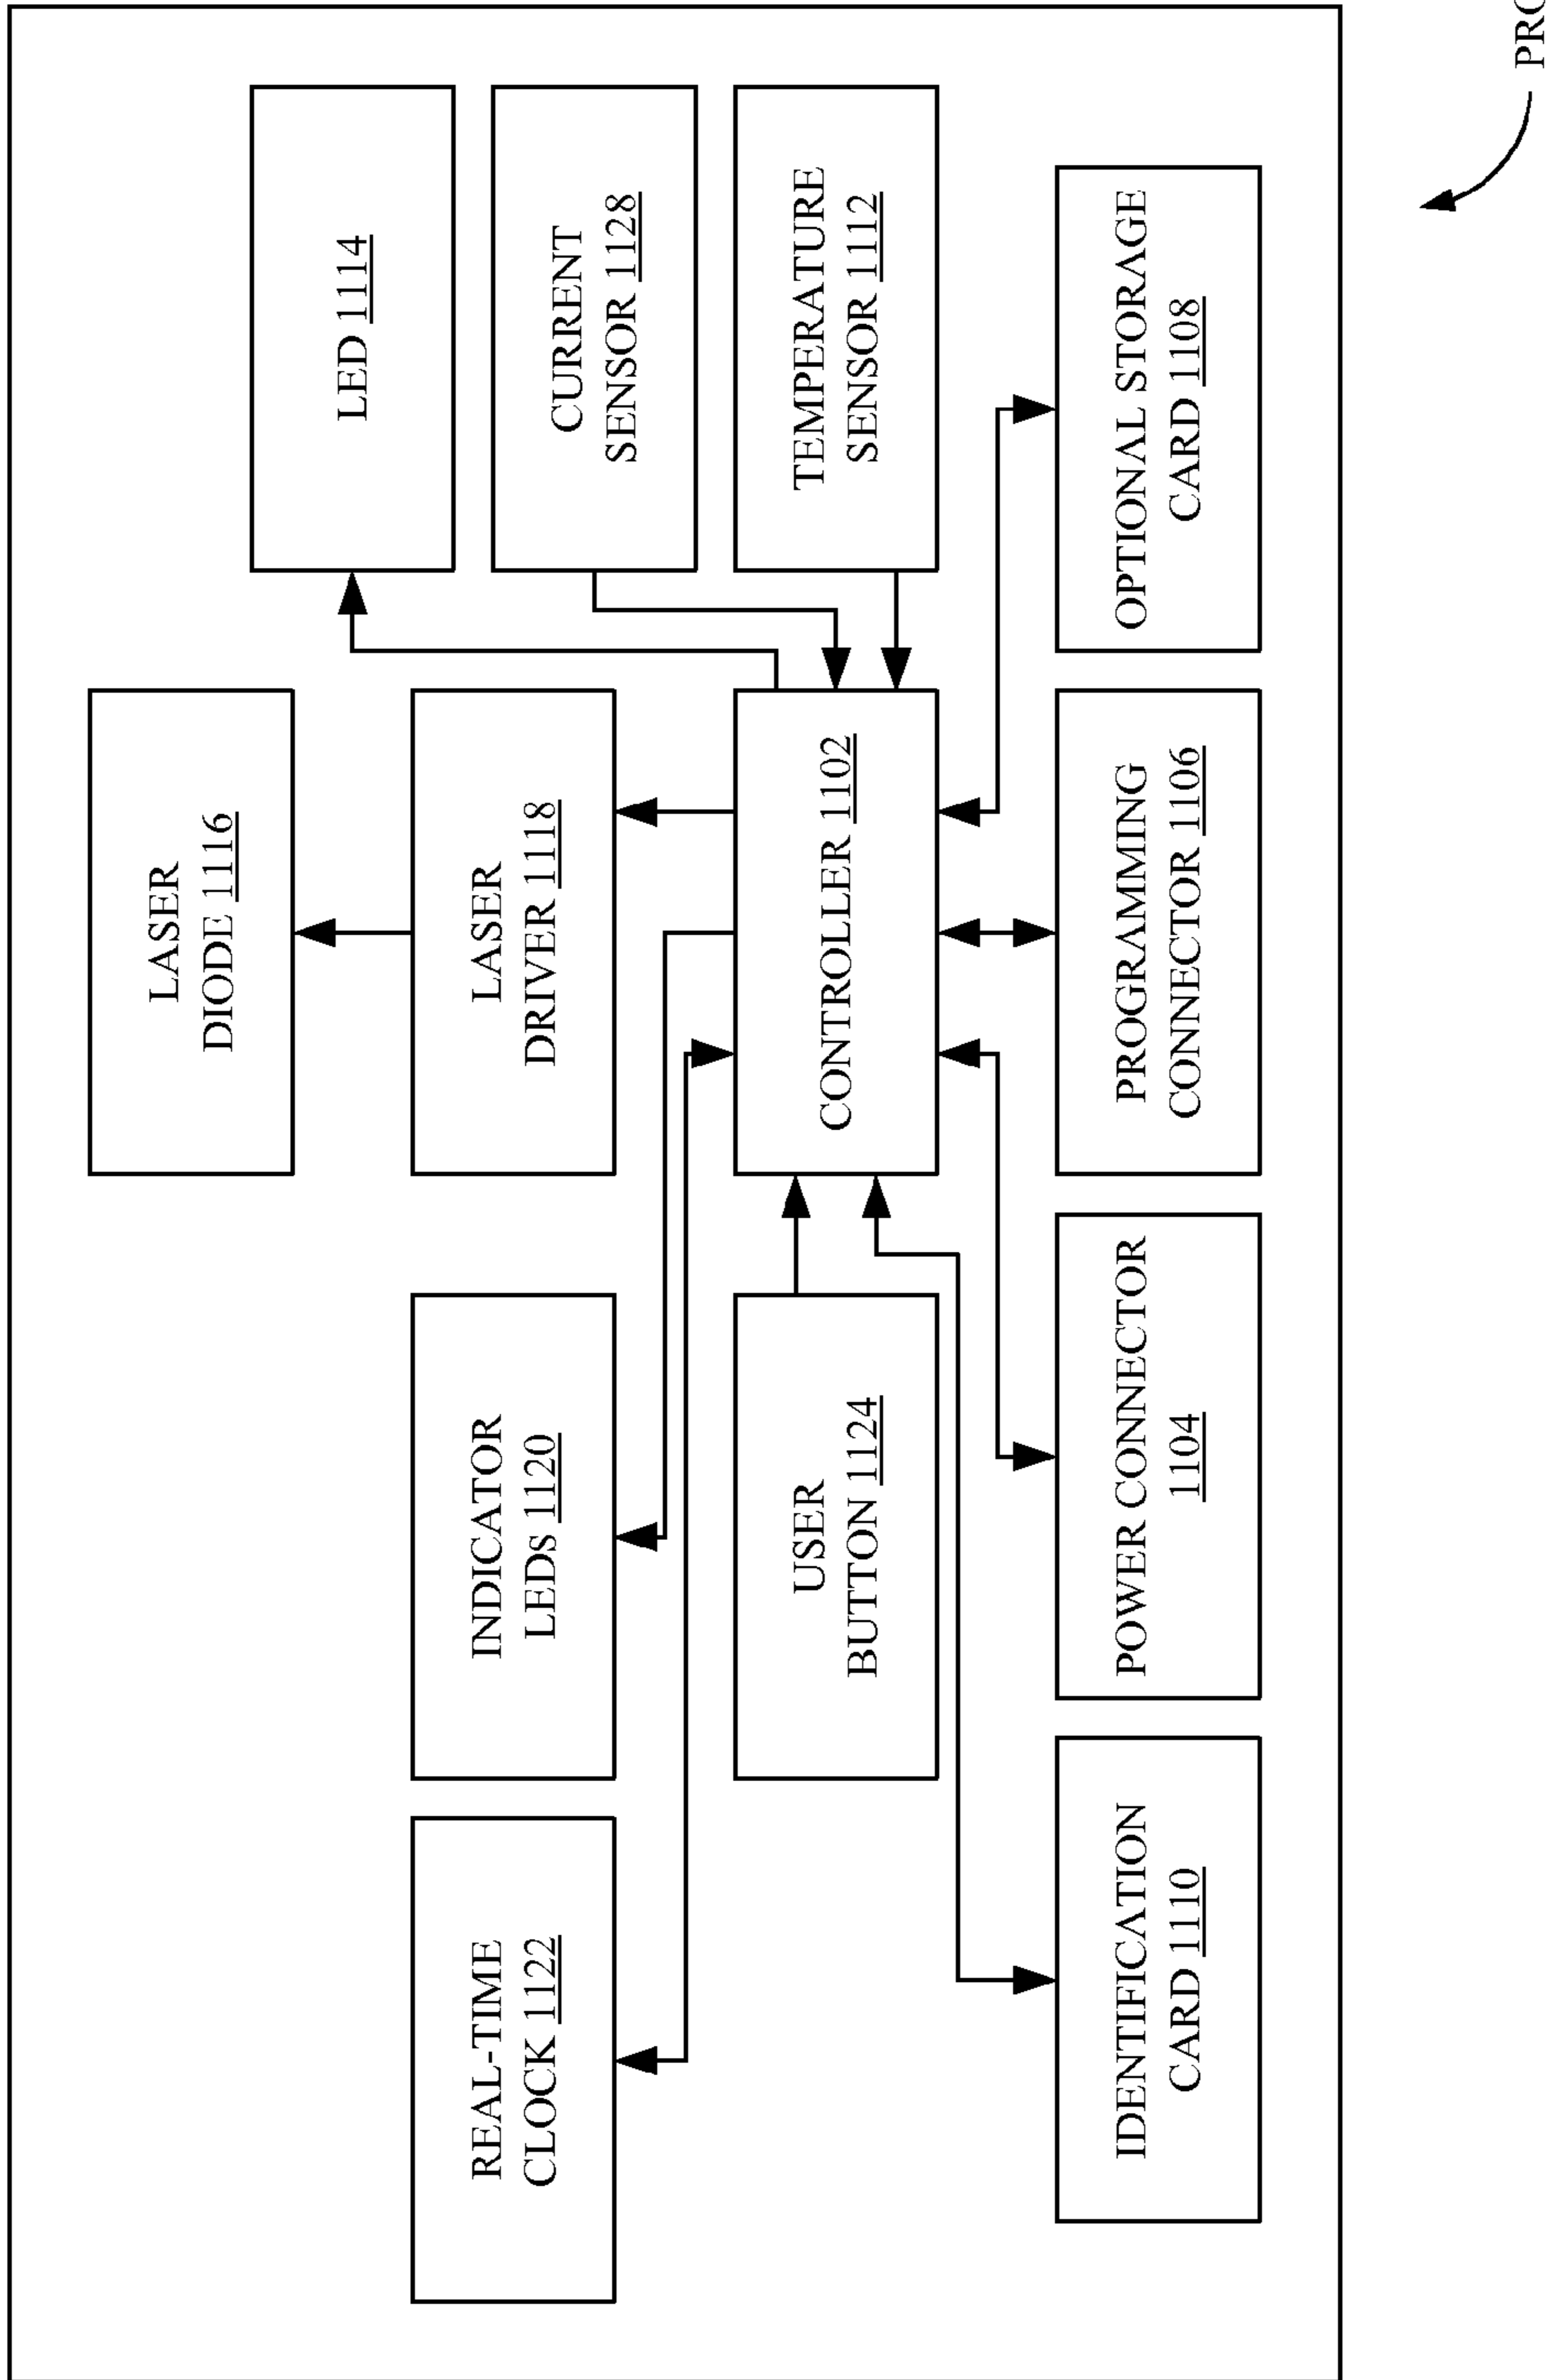 LASER
DIODE 1116
LED 1114
REAL-TIME
CLOCK 1122
INDICATOR
LEDS 1120
LASER
DRIVER 1118
CURRENT
SENSOR 1128
USER
BUTTON 1124
CONTROLLER 1102
TEMPERATURE
SENSOR 1112
IDENTIFICATION
CARD 1110
POWER CONNECTOR
1104
PROGRAMMING
CONNECTOR 1106
OPTIONAL STORAGE
CARD 1108